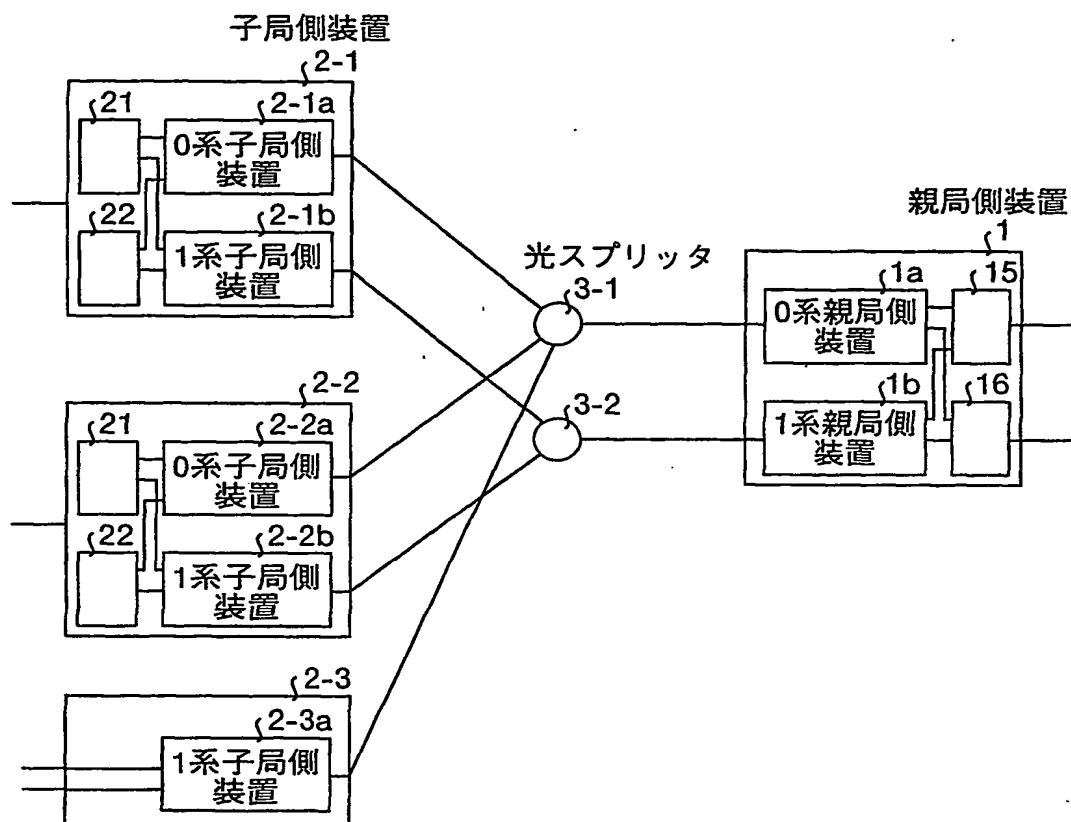 子局側装置
2-1
21
2-1a
0系子局側
装置
22
2-1b
1系子局側
装置
2-2
21
2-2a
0系子局側
装置
22
2-2b
1系子局側
装置
2-3
2-3a
1系子局側
装置
光スプリッタ
3-1
3-2
親局側装置
1
1a
15
0系親局側
装置
1b
16
1系親局側
装置